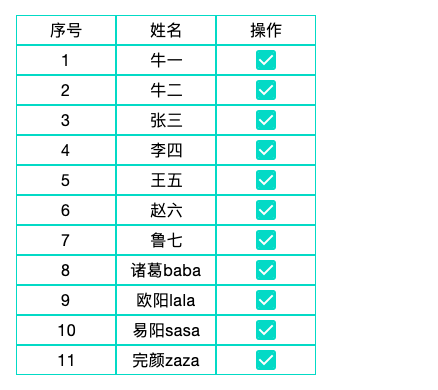 序号 姓名 操作
1 牛一
2 牛二
3 张三
4 李四
5 王五
6 赵六
7 鲁七
8 诸葛baba
9 欧阳lala
10 易阳sasa
11 完颜zaza